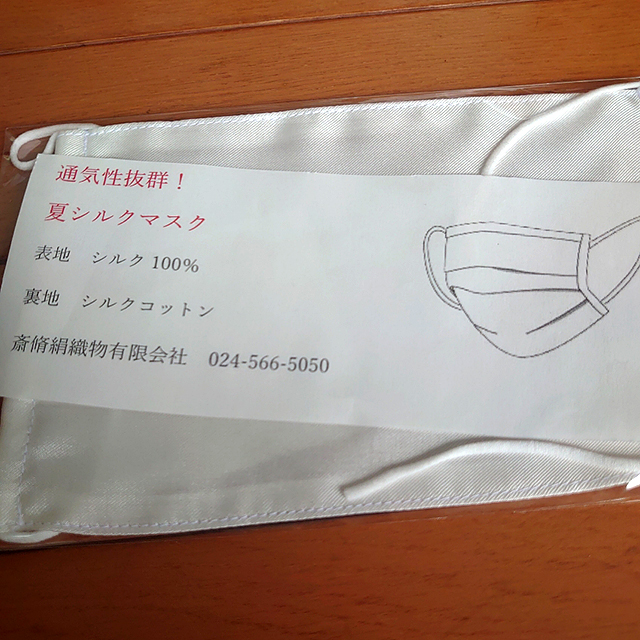 通気性抜群！
夏シルクマスク
表地　シルク100%
裏地　シルクコットン
斎脩絹織物有限会社　024-566-5050